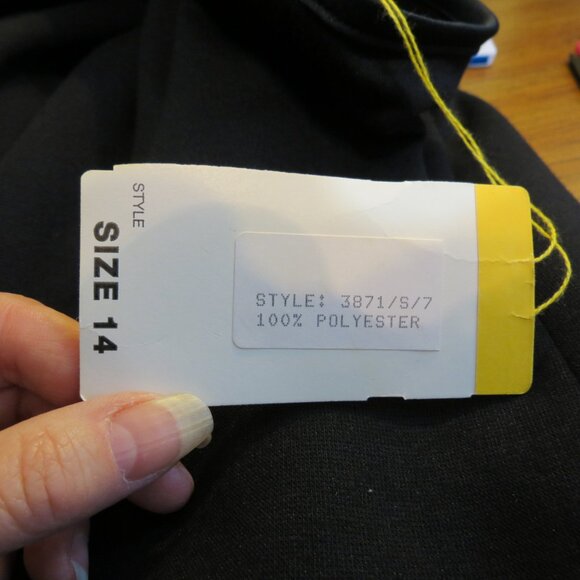 STYLE
SIZE 14
STYLE: 3871/S/7
100% POLYESTER